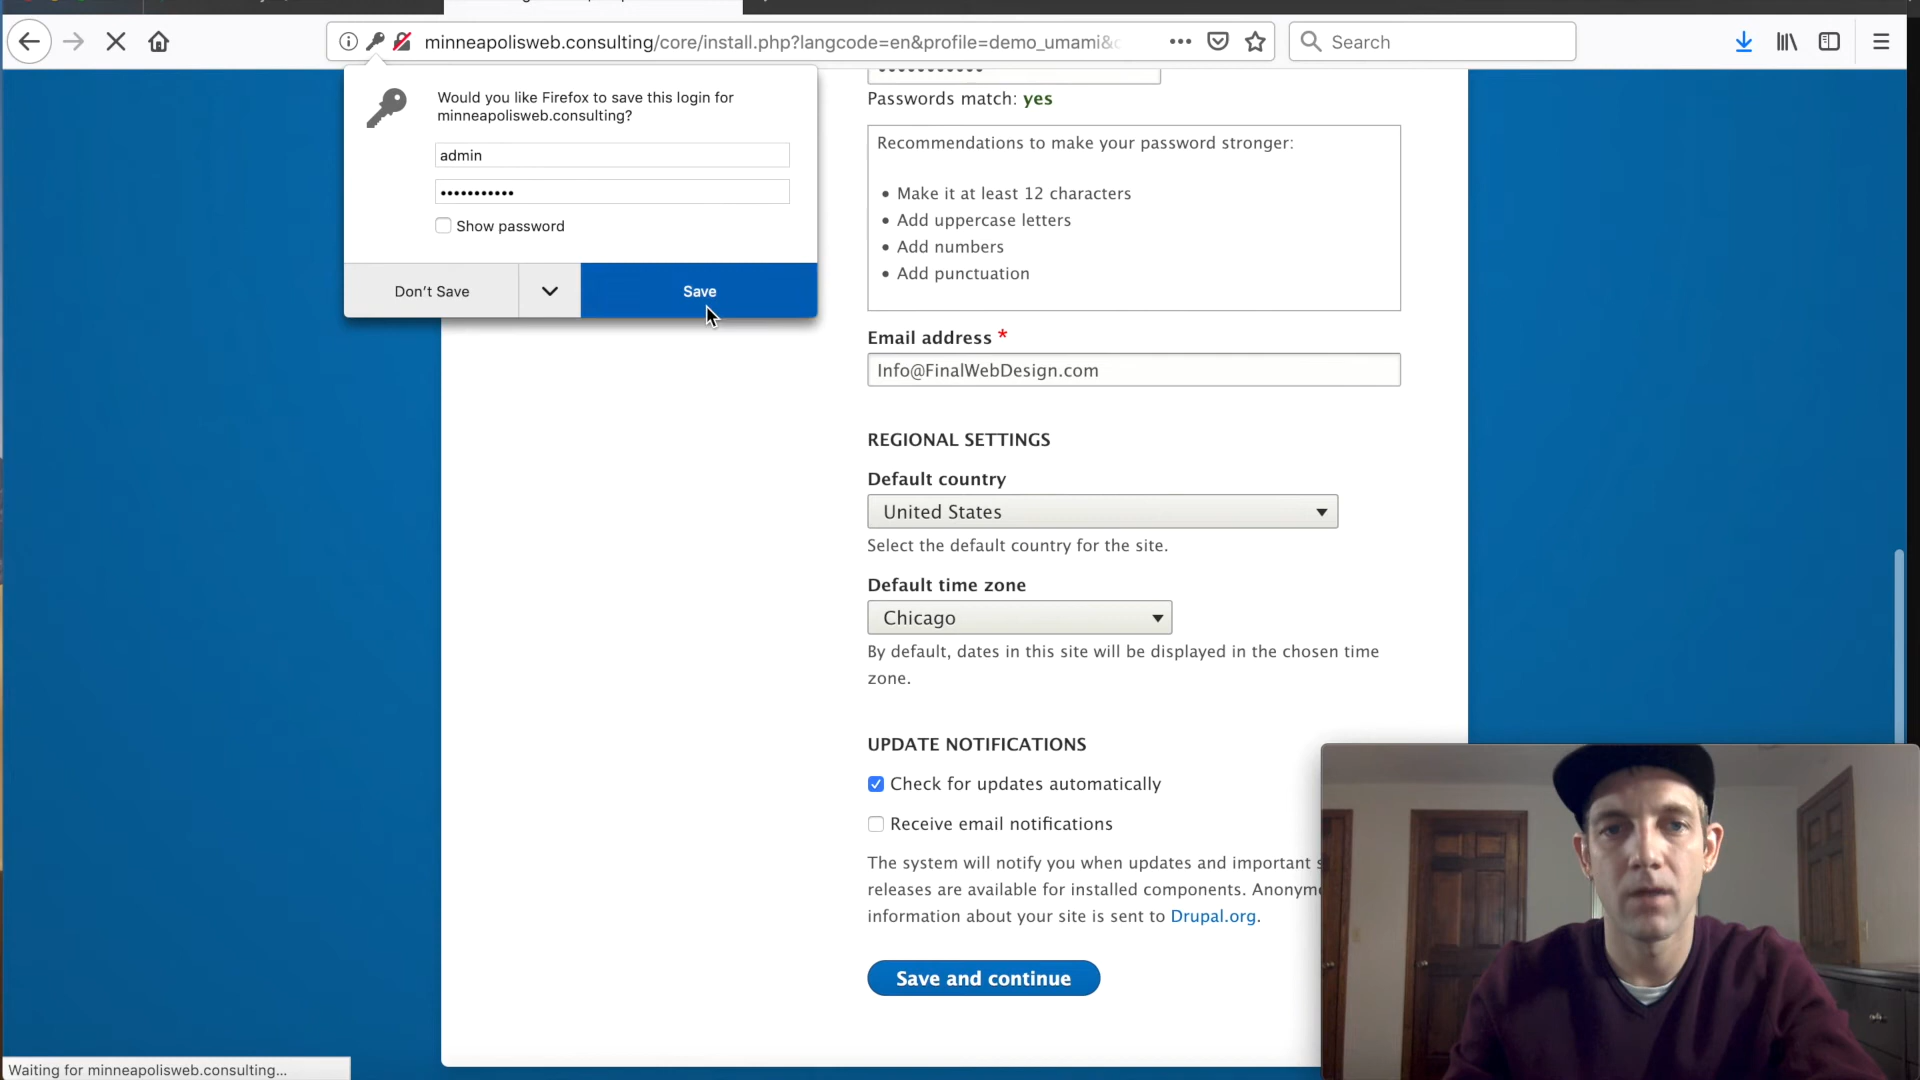 minneapolisweb.consulting/core/install.php?langcode=en&profile=demo_umami&c
Search
Would you like Firefox to save this login for
minneapolisweb.consulting?
admin
•••••••••••
Show password
Don't Save
Save
Passwords match: yes
Recommendations to make your password stronger:
• Make it at least 12 characters
• Add uppercase letters
• Add numbers
• Add punctuation
Email address *
Info@FinalWebDesign.com
REGIONAL SETTINGS
Default country
United States
Select the default country for the site.
Default time zone
Chicago
By default, dates in this site will be displayed in the chosen time
zone.
UPDATE NOTIFICATIONS
Check for updates automatically
Receive email notifications
The system will notify you when updates and important
releases are available for installed components.
information about your site is sent to Drupal.org.
Save and continue
Waiting for minneapolisweb.consulting...